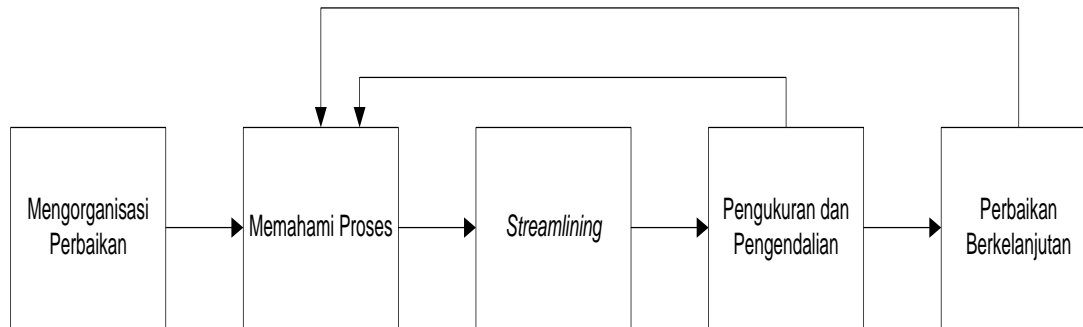 Mengorganisasi
Perbaikan
Memahami Proses
Streamlining
Pengukuran dan
Pengendalian
Perbaikan
Berkelanjutan